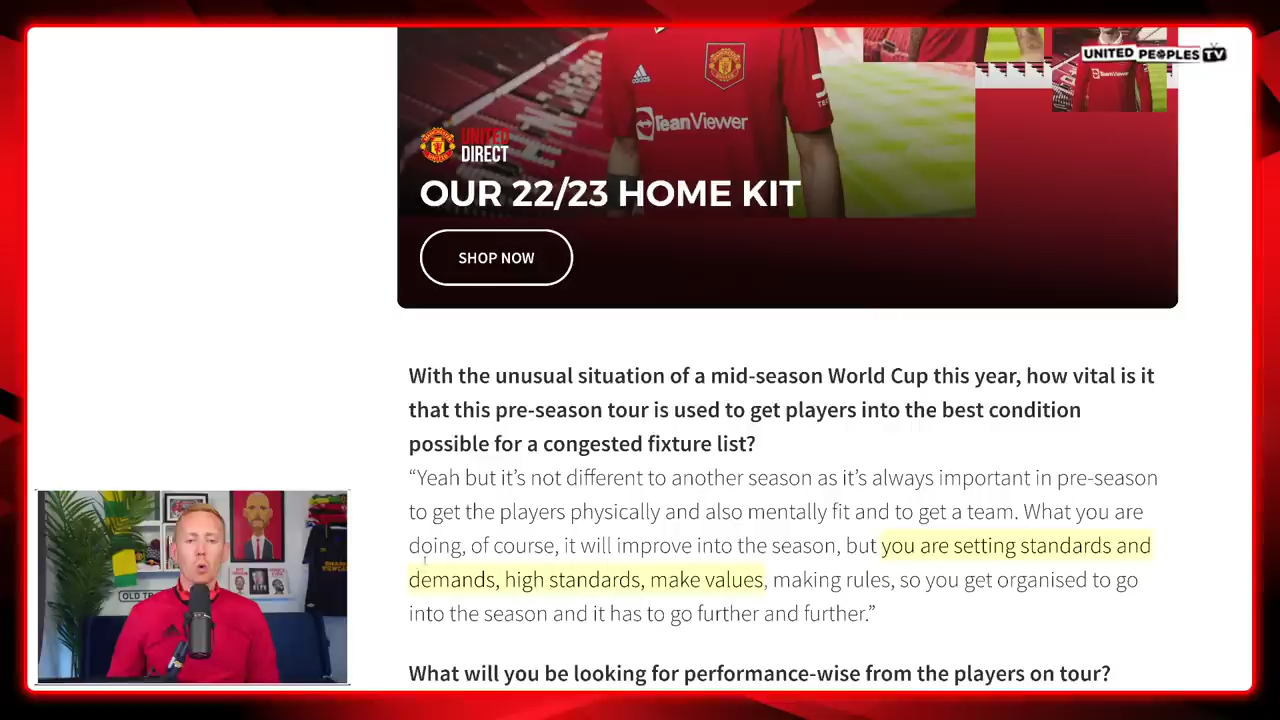 UNITED PEOPLES TV
TeamViewer
TeamViewer
UNITED
DIRECT
OUR 22/23 HOME KIT
SHOP NOW
With the unusual situation of a mid-season World Cup this year, how vital is it
that this pre-season tour is used to get players into the best condition
possible for a congested fixture list?
“Yeah but it’s not different to another season as it’s always important in pre-season
to get the players physically and also mentally fit and to get a team. What you are
doing, of course, it will improve into the season, but you are setting standards and
demands, high standards, make values, making rules, so you get organised to go
into the season and it has to go further and further.”
What will you be looking for performance-wise from the players on tour?
OLD TR